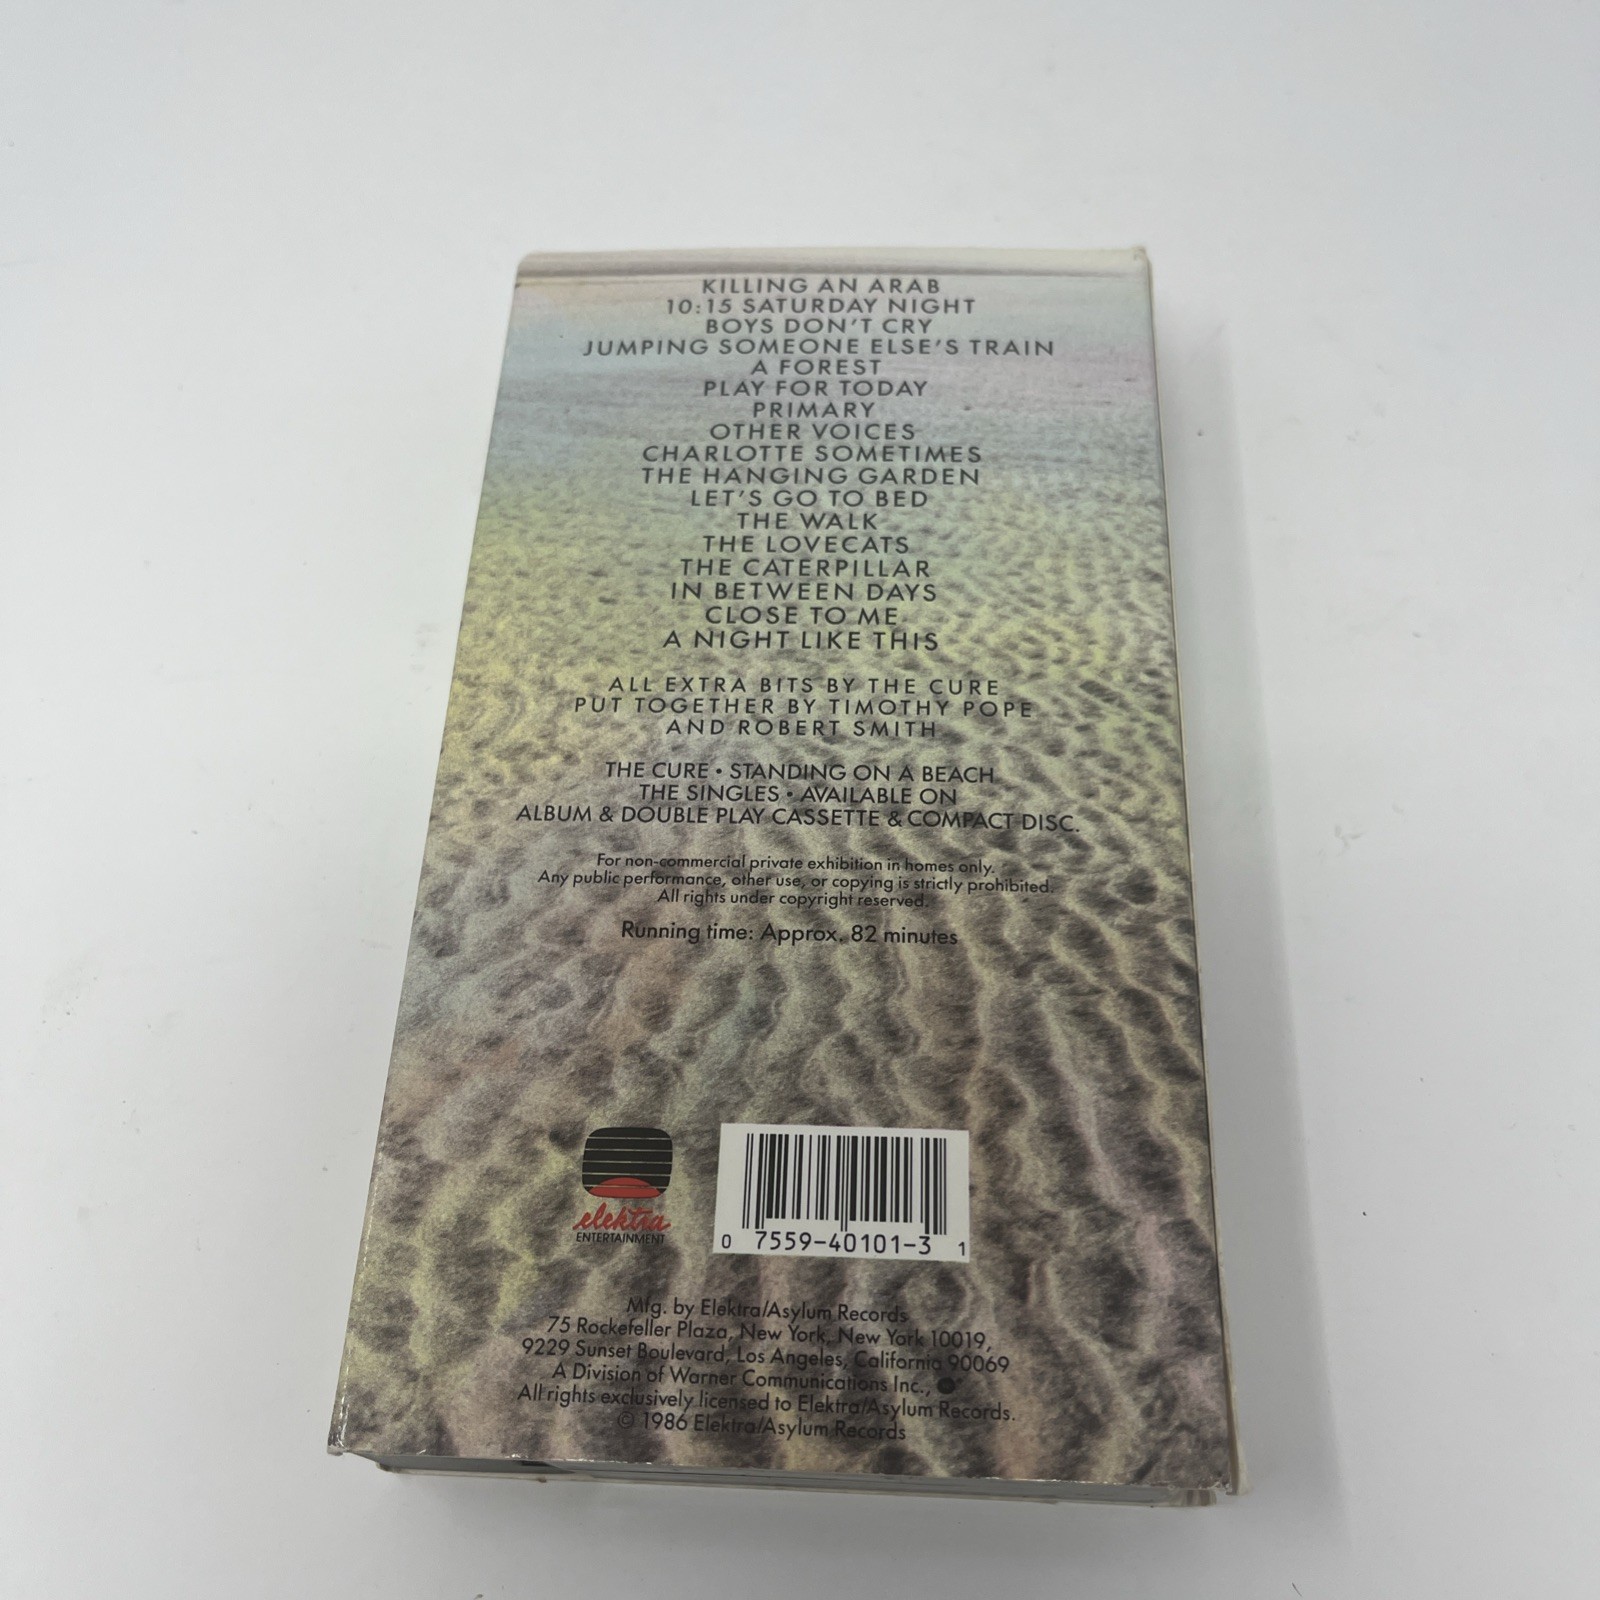 KILLING AN ARAB
10:15 SATURDAY NIGHT
BOYS DON'T CRY
JUMPING SOMEONE ELSE'S TRAIN
A FOREST
PLAY FOR TODAY
PRIMARY
OTHER VOICES
CHARLOTTE SOMETIMES
THE HANGING GARDEN
LET'S GO TO BED
THE WALK
THE LOVECATS
THE CATERPILLAR
IN BETWEEN DAYS
CLOSE TO ME
A NIGHT LIKE THIS
ALL EXTRA BITS BY THE CURE
PUT TOGETHER BY TIMOTHY POPE
AND ROBERT SMITH
THE CURE • STANDING ON A BEACH
THE SINGLES • AVAILABLE ON
ALBUM & DOUBLE PLAY CASSETTE & COMPACT DISC.
For non-commercial private exhibition in homes only.
Any public performance, other use, or copying is strictly prohibited.
All rights under copyright reserved.
Running time: Approx. 82 minutes
elektra
ENTERTAINMENT
0 7559-40101-3 1
Mfg. by Elektra/Asylum Records
75 Rockefeller Plaza, New York, New York 10019,
9229 Sunset Boulevard, Los Angeles, California 90069
A Division of Warner Communications Inc.,
All rights exclusively licensed to Elektra/Asylum Records.
© 1986 Elektra/Asylum Records